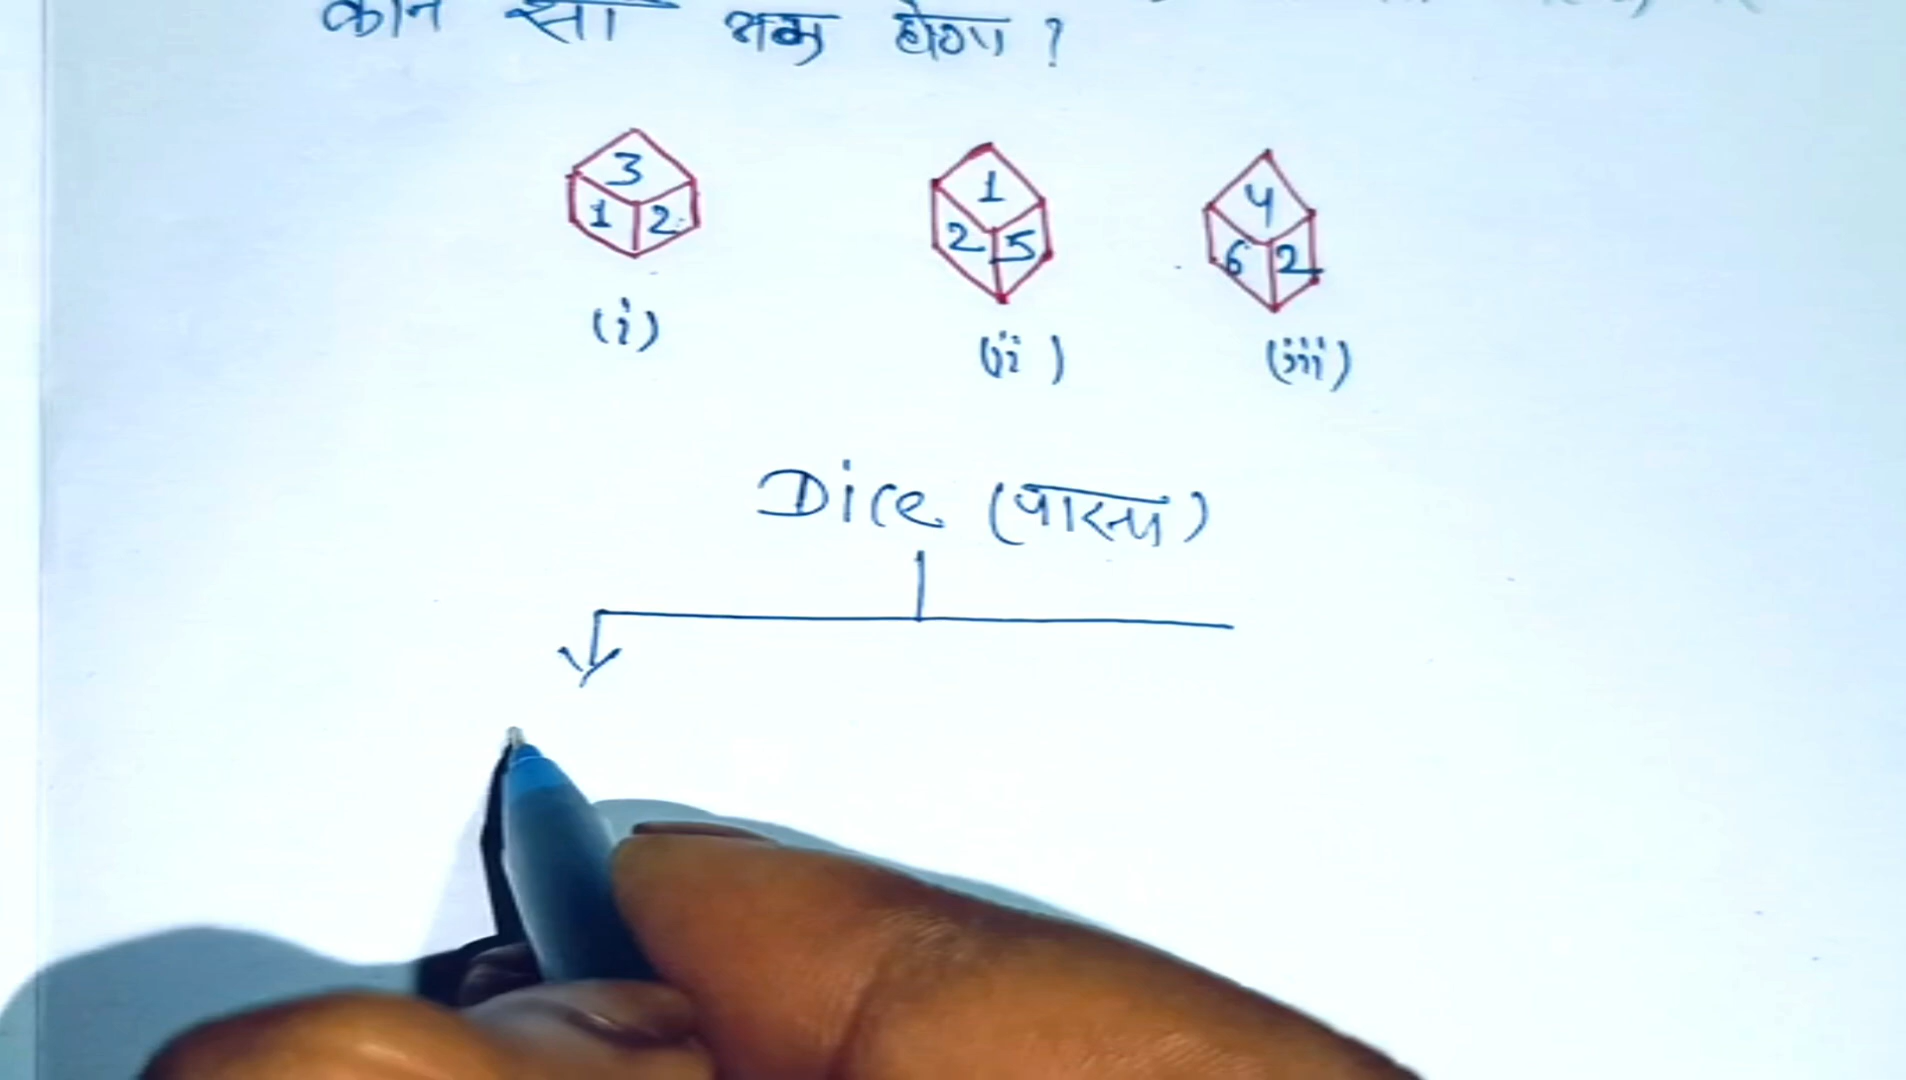 कौन सा अंक होगा ?
3
1 2
1
2 5
4
6 2
(i) (ii) (iii)
Dice (पासा)